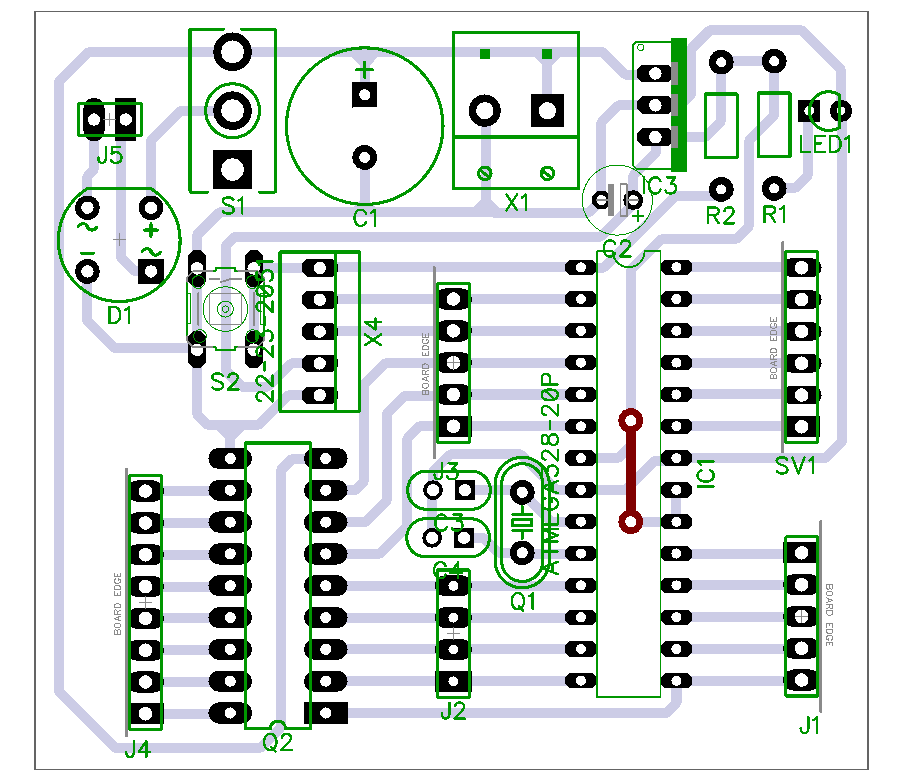 +
J5
S1
C1
X1
IC3
R2
R1
LED1
+
C2
~
+
−
~
D1
S2
22-23-2051
X4
BOARD EDGE
BOARD EDGE
ATMEGA328-20P
IC1
SV1
J3
C3
C4
Q1
BOARD EDGE
BOARD EDGE
J4
Q2
J2
J1